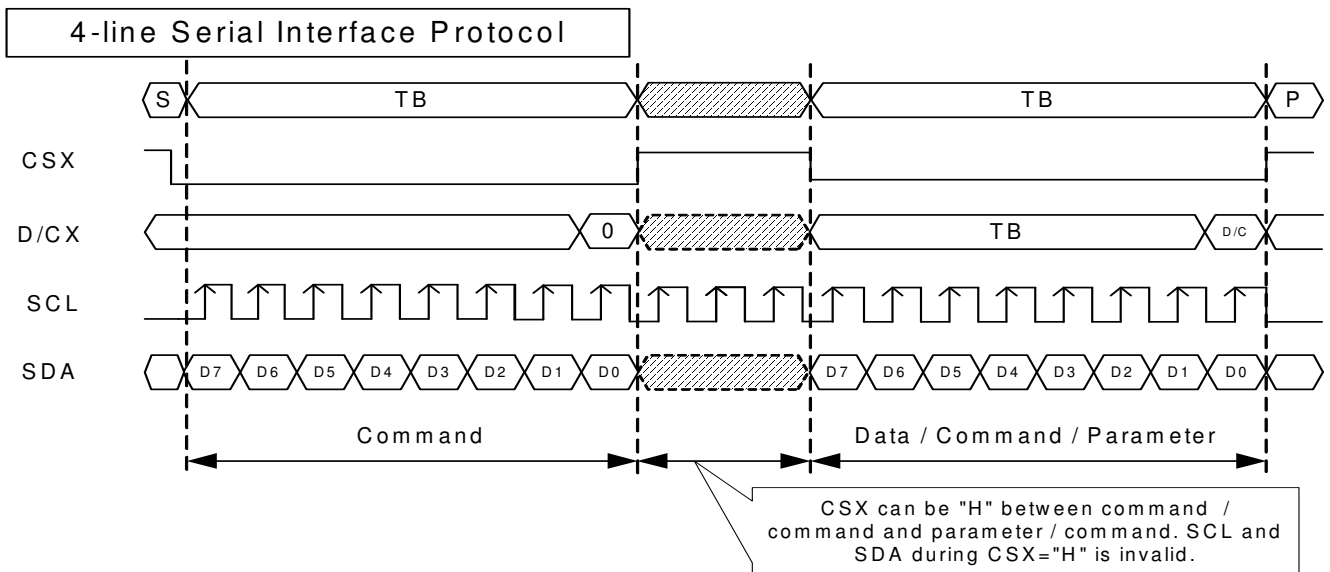 4-line Serial Interface Protocol
S TB TB P
CSX
D/CX 0 TB D/C
SCL
SDA D7 D6 D5 D4 D3 D2 D1 D0 D7 D6 D5 D4 D3 D2 D1 D0
Command Data / Command / Parameter
CSX can be "H" between command /
command and parameter / command. SCL and
SDA during CSX="H" is invalid.